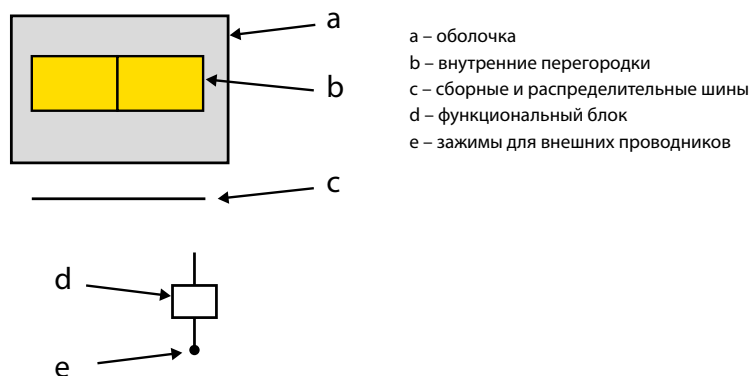 a
b
c
d
e
a – оболочка
b – внутренние перегородки
c – сборные и распределительные шины
d – функциональный блок
e – зажимы для внешних проводников